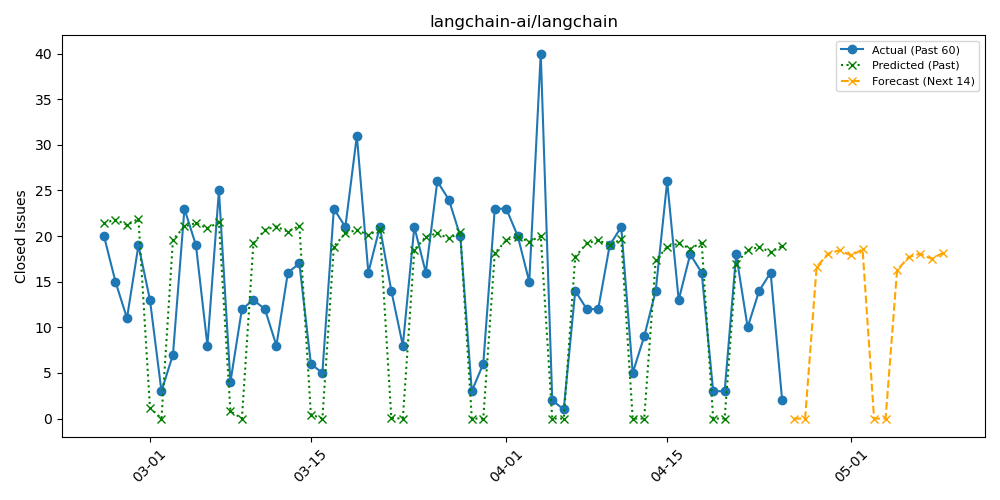 langchain-ai/langchain
Actual (Past 60)
Predicted (Past)
Forecast (Next 14)
Closed Issues
40
35
30
25
20
15
10
5
0
03-01
03-15
04-01
04-15
05-01